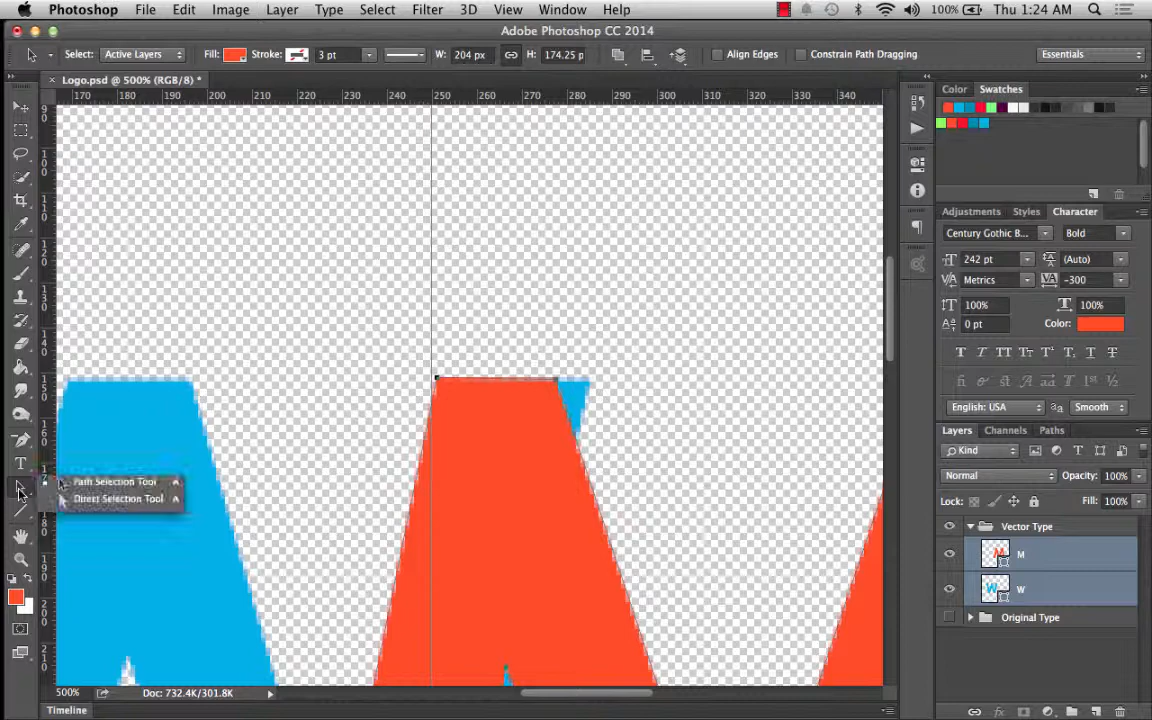 Photoshop File Edit Image Layer Type Select Filter 3D View Window Help 100% Thu 1:24 AM
Adobe Photoshop CC 2014
Select: Active Layers Fill: Stroke: 3 pt W: 204 px H: 174.25 p Align Edges Constrain Path Dragging Essentials
× Logo.psd @ 500% (RGB/8) *
Color Swatches
170 180 190 200 210 220 230 240 250 260 270 280 290 300 310 320 330 340
Adjustments Styles Character
Century Gothic B... Bold
242 pt (Auto)
Metrics -300
100% 100%
0 pt Color:
English: USA Smooth
Layers Channels Paths
Kind
Normal Opacity: 100%
Lock: Fill: 100%
Vector Type
M
W
Original Type
Path Selection Tool A
Direct Selection Tool A
500% Doc: 732.4K/301.8K
Timeline